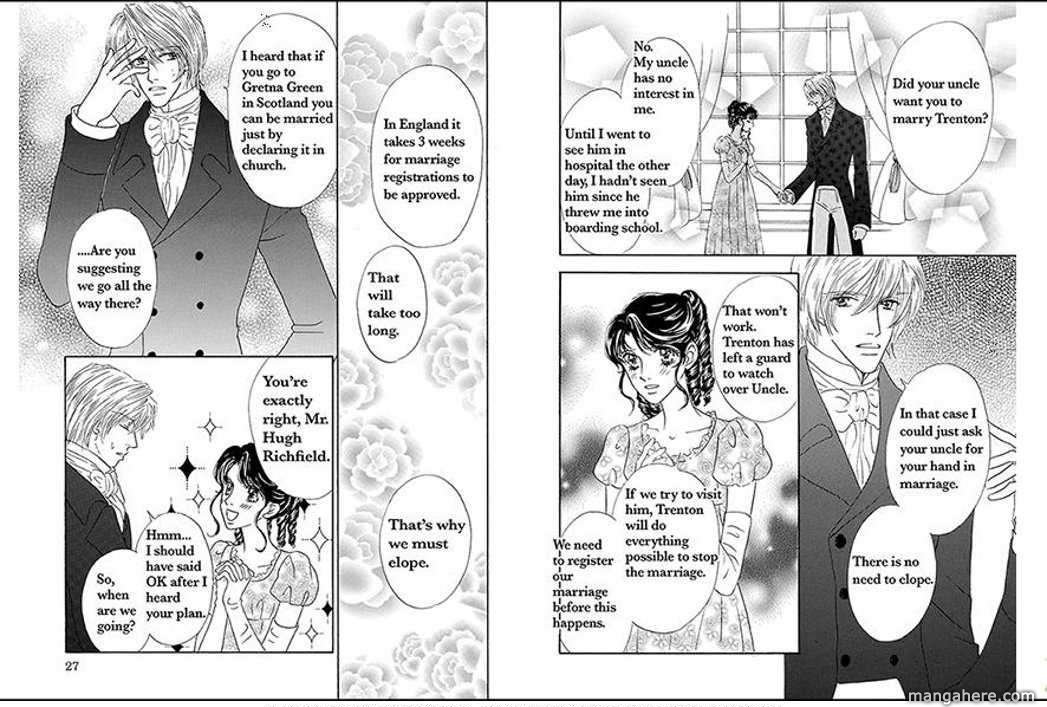 Did your uncle
want you to
marry Trenton?
No.
My uncle
has no
interest in
me.
Until I went to
see him in
hospital the other
day, I hadn't seen
him since he
threw me into
boarding school.
In that case I
could just ask
your uncle for
your hand in
marriage.
There is no
need to elope.
That won't
work.
Trenton has
left a guard
to watch
over Uncle.
If we try to visit
him, Trenton
will do
everything
possible to stop
the marriage.
We need
to register
our
marriage
before this
happens.
In England it
takes 3 weeks
for marriage
registrations to
be approved.
That
will
take too
long.
That's why
we must
elope.
I heard that if
you go to
Gretna Green
in Scotland you
can be married
just by
declaring it in
church.
....Are you
suggesting
we go all the
way there?
You're
exactly
right, Mr.
Hugh
Richfield.
Hmm...
I should
have said
OK after I
heard
your plan.
So,
when
are we
going?
27
mangahere.com